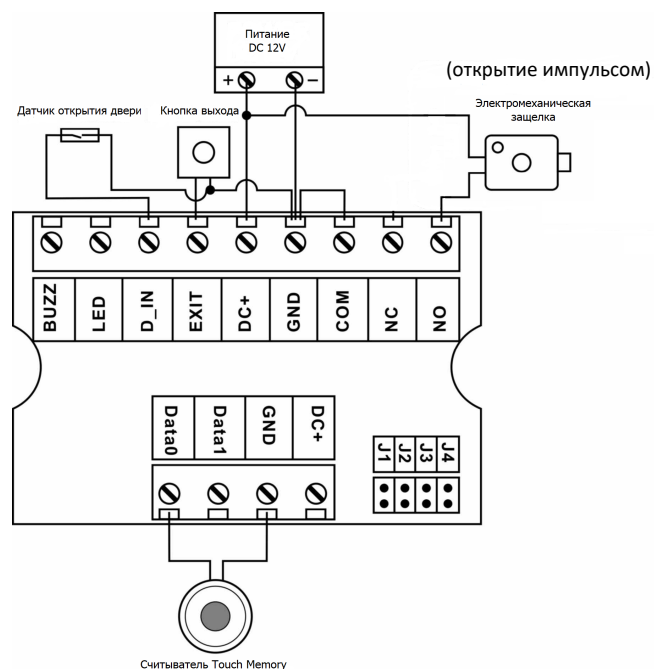 Питание
DC 12V
+ −
(открытие импульсом)
Датчик открытия двери
Кнопка выхода
Электромеханическая
защелка
BUZZ
LED
D_IN
EXIT
DC+
GND
COM
NC
NO
Data0
Data1
GND
DC+
J1
J2
J3
J4
Считыватель Touch Memory